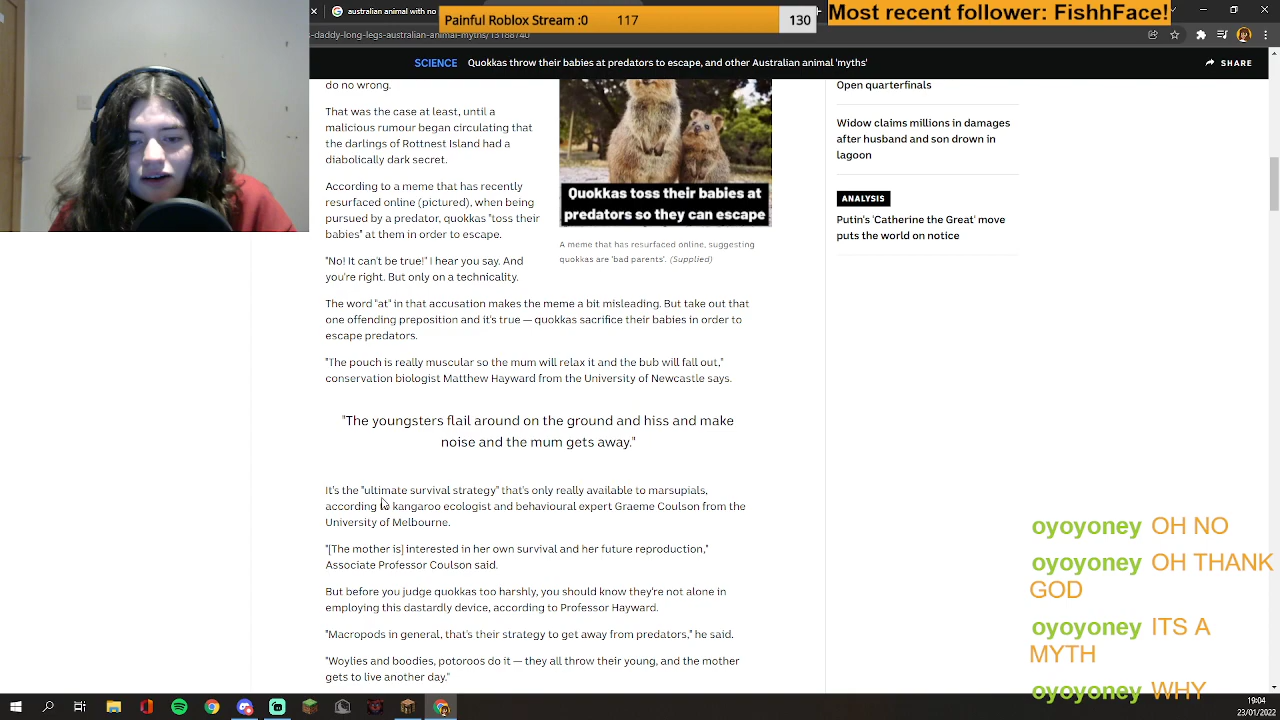 australian animal with no
Painful Roblox Stream :0 117 130
Most recent follower: FishhFace!
-daddy-long-legs-australian-animal-myths/13188740
SCIENCE Quokkas throwing their babies at predators to escape, and other Australian animal 'myths' SHARE
do no wrong.
That was the case at least, until a
malicious rumour began circulating that
the darlings of Rottnest Island had a
diabolically dark secret.
According to a meme that has recently
resurfaced online (pictured), when being
pursued by a predator, quokkas "toss their
babies" at them in order to escape.
"No! It can't be true!" I hear you say. And
you're right. But only on a technicality.
Quokkas toss their babies at
predators so they can escape
A meme that has resurfaced online, suggesting
quokkas are 'bad parents'. (Supplied)
The word "at" in that accusation makes the meme a bit misleading. But take out that
one offending preposition and it's true — quokkas sacrifice their babies in order to
escape predators.
"The pouch is really muscular so the mum will relax it and the bub will fall out,"
conservation biologist Matthew Hayward from the University of Newcastle says.
"The youngsters flail around on the ground and hiss and make
noise and the mum gets away."
It's the "ultimate survival strategy" that's only really available to marsupials,
according to kangaroo ecologist and behavioural expert Graeme Coulson from the
University of Melbourne.
"[The mother is] interested in her own survival and her future reproduction,"
Associate Professor Coulson said.
But before you judge quokkas too harshly, you should know they're not alone in
employing this dastardly device, according to Professor Hayward.
"Macropods in general, that's their strategy to get away from predators," he said.
"Woylies and boodies, potoroos do it — they all throw their young, and the mother
gets to live another day."
Open quarterfinals
Widow claims millions in damages
after husband and son drown in
lagoon
ANALYSIS
Putin's 'Catherine the Great' move
puts the world on notice
oyoyoney OH NO
oyoyoney OH THANK
GOD
oyoyoney ITS A
MYTH
oyoyoney WHY
19:04
23/01/2022